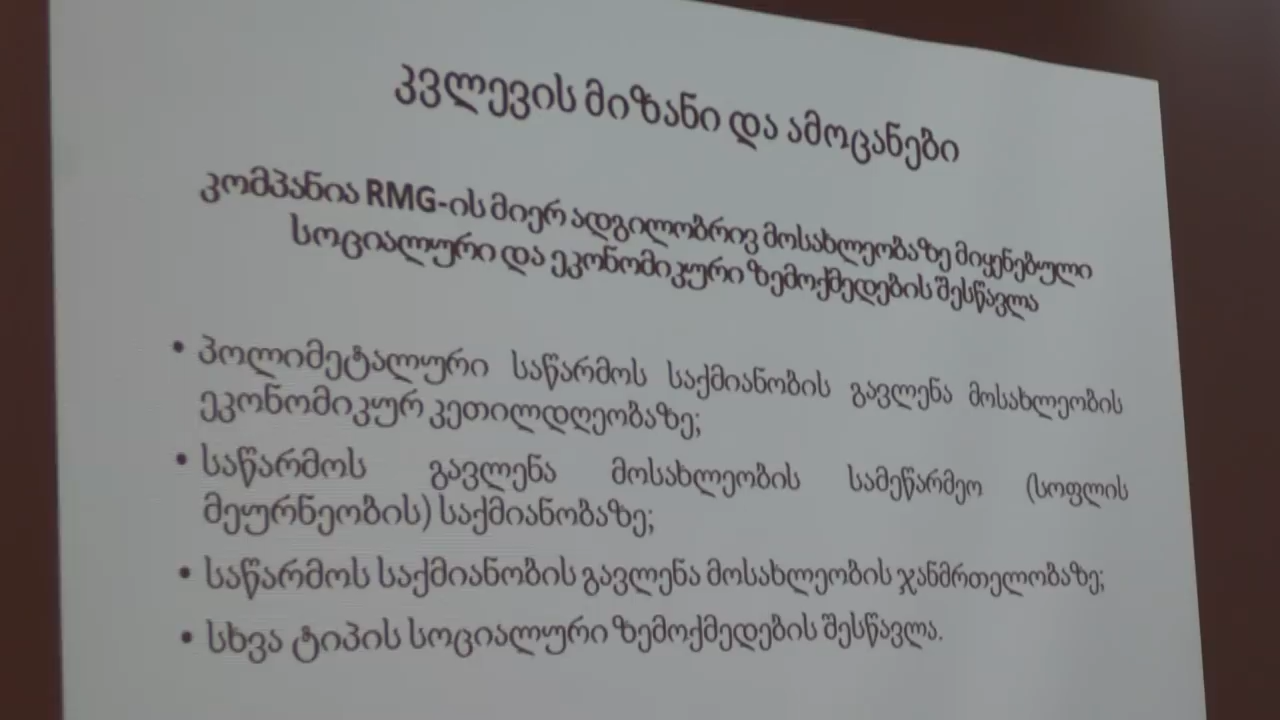 კვლევის მიზანი და ამოცანები
კომპანია RMG-ის მიერ ადგილობრივ მოსახლეობაზე მიყენებული
სოციალური და ეკონომიკური ზემოქმედების შესწავლა
• პოლიმეტალური საწარმოს საქმიანობის გავლენა მოსახლეობის
ეკონომიკურ კეთილდღეობაზე;
• საწარმოს გავლენა მოსახლეობის სამეწარმეო (სოფლის
მეურნეობის) საქმიანობაზე;
• საწარმოს საქმიანობის გავლენა მოსახლეობის ჯანმრთელობაზე;
• სხვა ტიპის სოციალური ზემოქმედების შესწავლა.